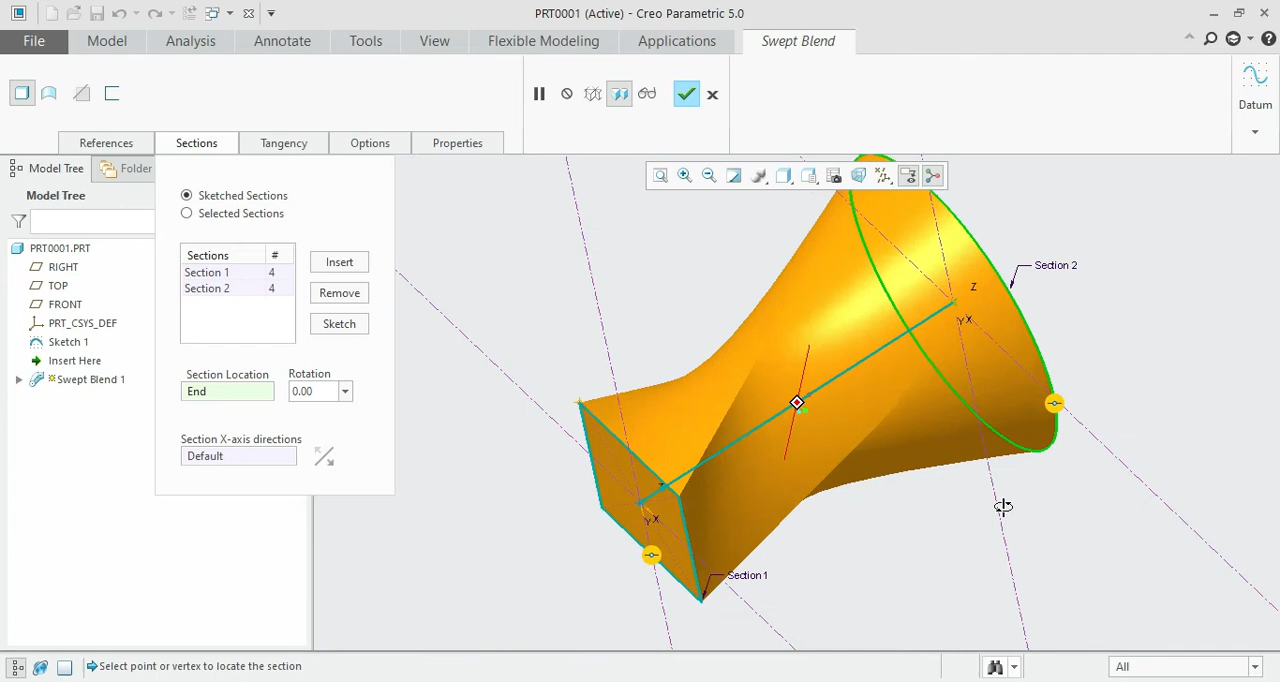 PRT0001 (Active) - Creo Parametric 5.0
File Model Analysis Annotate Tools View Flexible Modeling Applications Swept Blend
Datum
References Sections Tangency Options Properties
Model Tree Folder
Model Tree
PRT0001.PRT
RIGHT
TOP
FRONT
PRT_CSYS_DEF
Sketch 1
Insert Here
Swept Blend 1
Sketched Sections
Selected Sections
Sections #
Section 1 4
Section 2 4
Insert
Remove
Sketch
Section Location Rotation
End 0.00
Section X-axis directions
Default
Section 2
Z
Y X
Z
Y X
Section 1
Select point or vertex to locate the section
All